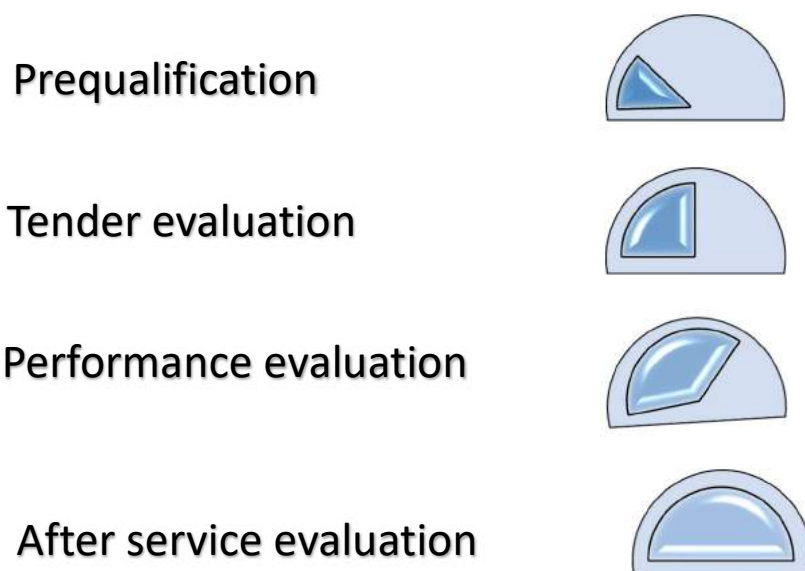 Prequalification
Tender evaluation
Performance evaluation
After service evaluation